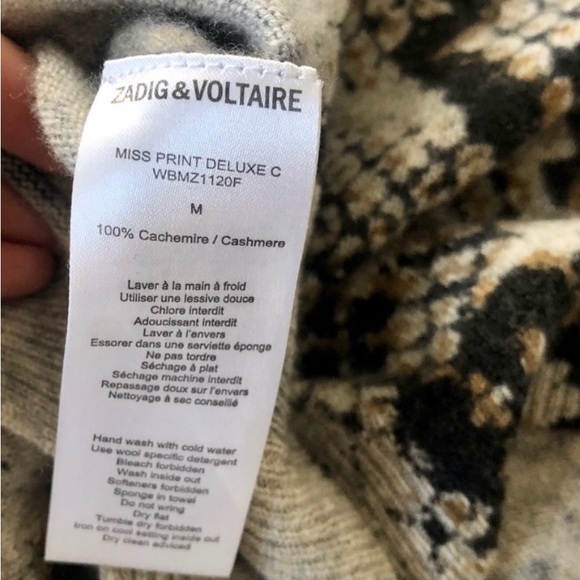 ZADIG & VOLTAIRE
MISS PRINT DELUXE C
WBMZ1120F
M
100% Cachemire / Cashmere
Laver à la main à froid
Utiliser une lessive douce
Chlore interdit
Adoucissant interdit
Laver à l'envers
Essorer dans une serviette éponge
Ne pas tordre
Séchage à plat
Séchage machine interdit
Repassage doux sur l'envers
Nettoyage à sec conseillé
Hand wash with cold water
Use wool specific detergent
Bleach forbidden
Wash inside out
Softeners forbidden
Sponge in towel
Do not wring
Dry flat
Tumble dry forbidden
Iron on cool setting inside out
Dry clean adviced